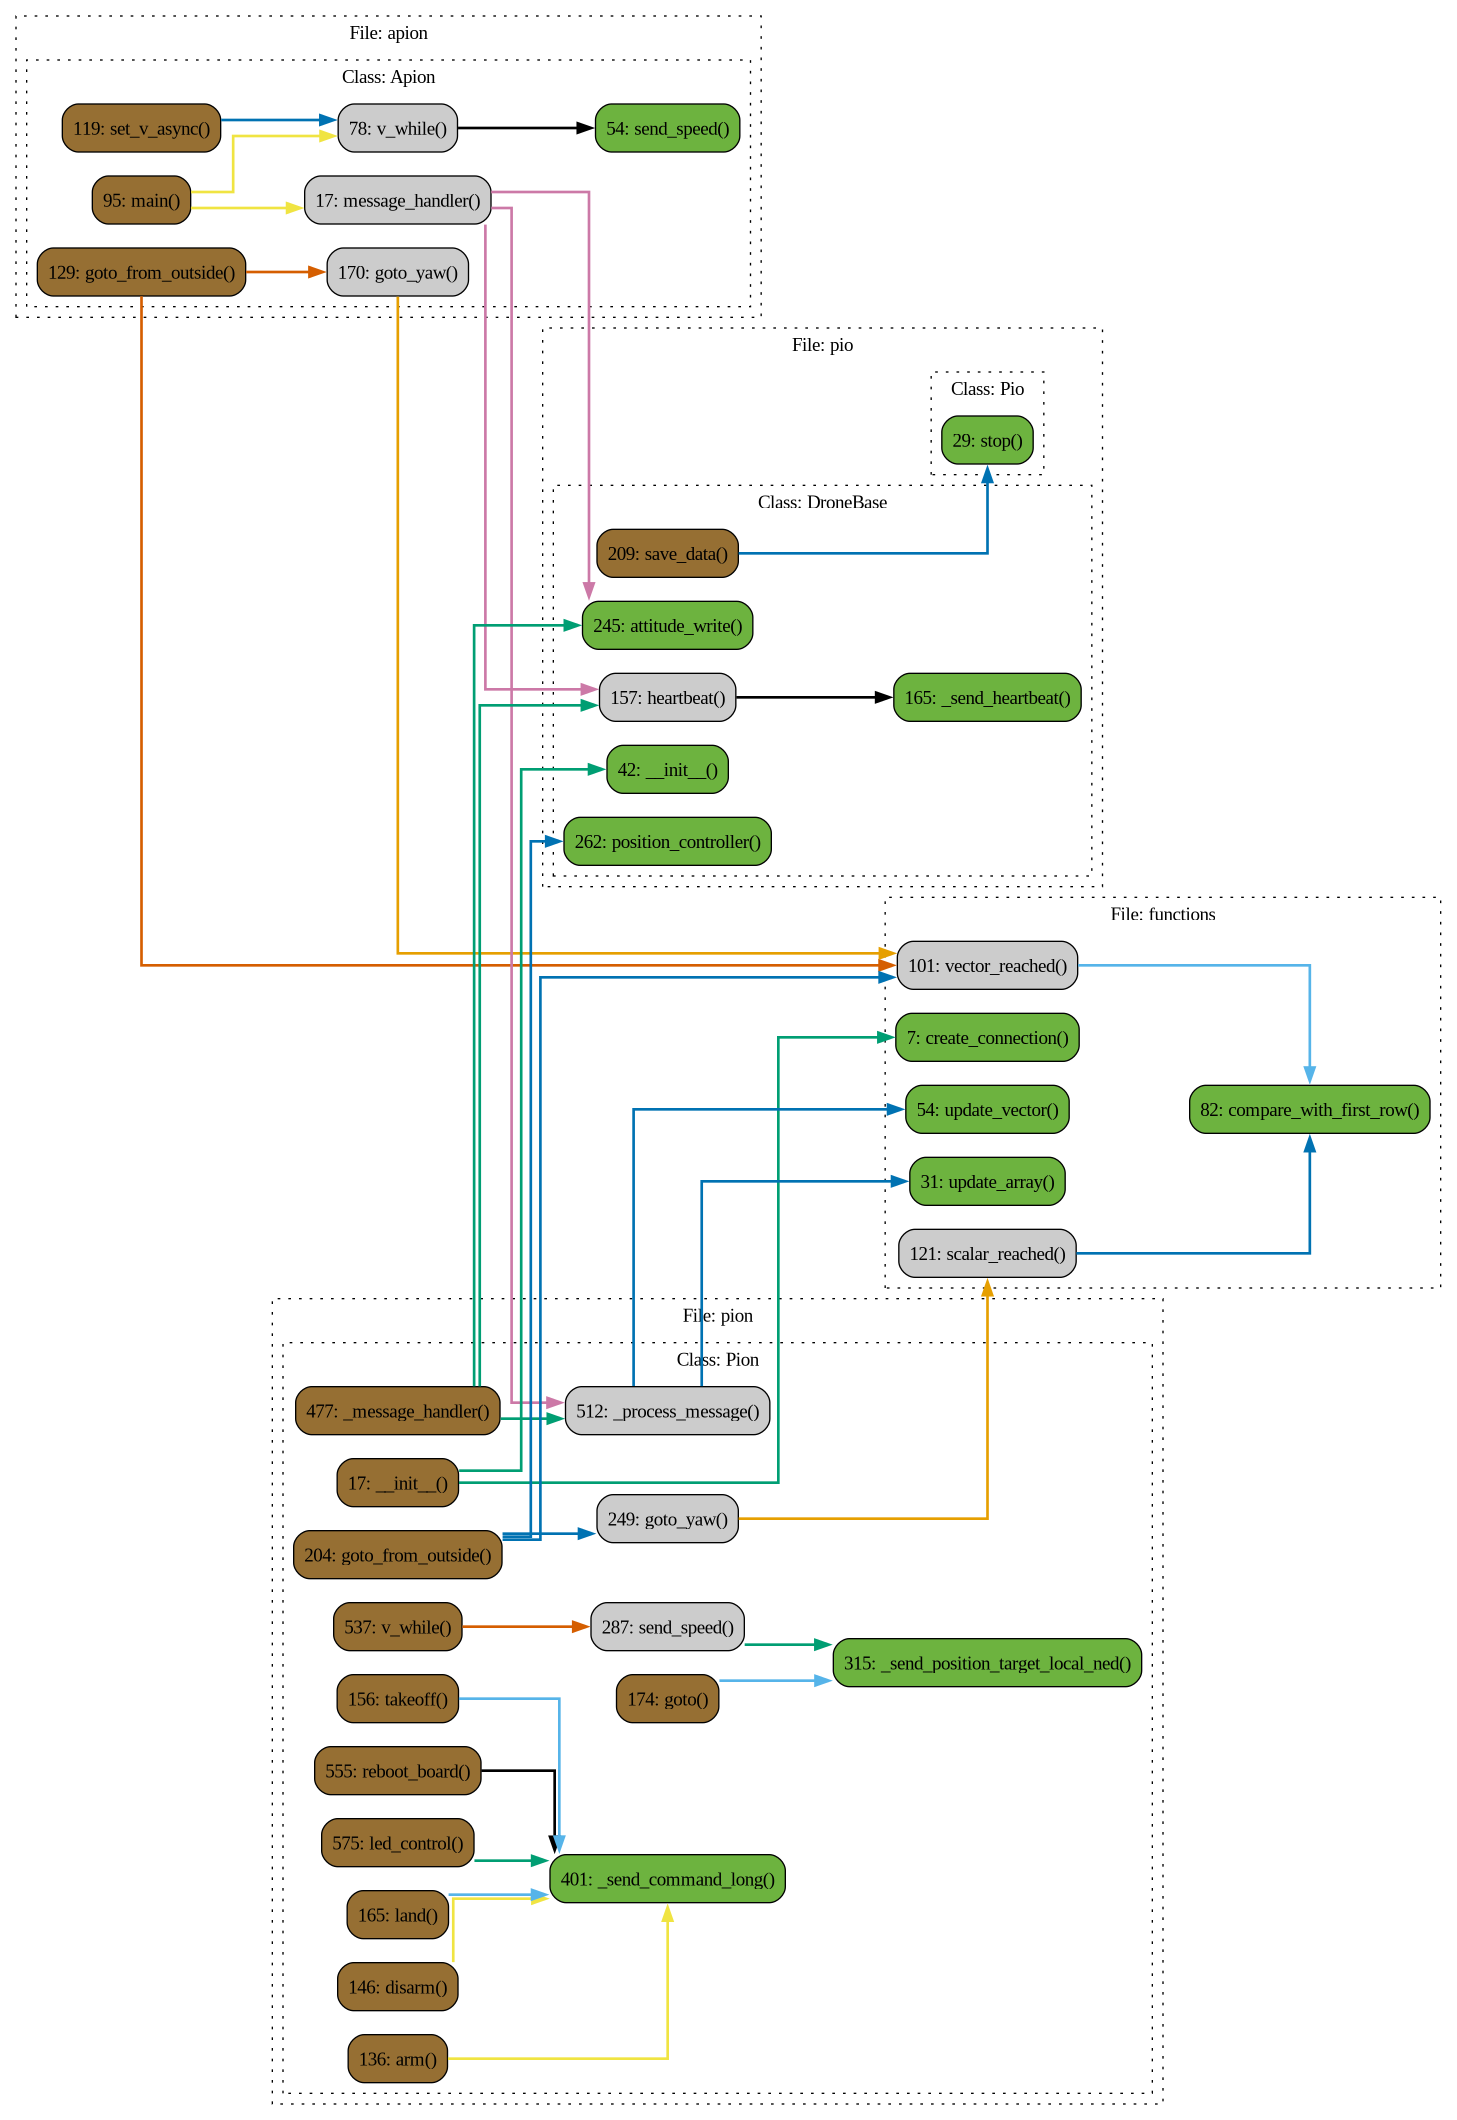 File: apion
Class: Apion
119: set_v_async()
78: v_while()
54: send_speed()
95: main()
17: message_handler()
129: goto_from_outside()
170: goto_yaw()
File: pio
Class: Pio
29: stop()
Class: DroneBase
209: save_data()
245: attitude_write()
157: heartbeat()
165: _send_heartbeat()
42: __init__()
262: position_controller()
File: functions
101: vector_reached()
7: create_connection()
54: update_vector()
82: compare_with_first_row()
31: update_array()
121: scalar_reached()
File: pion
Class: Pion
477: _message_handler()
512: _process_message()
17: __init__()
249: goto_yaw()
204: goto_from_outside()
537: v_while()
287: send_speed()
315: _send_position_target_local_ned()
156: takeoff()
174: goto()
555: reboot_board()
575: led_control()
401: _send_command_long()
165: land()
146: disarm()
136: arm()